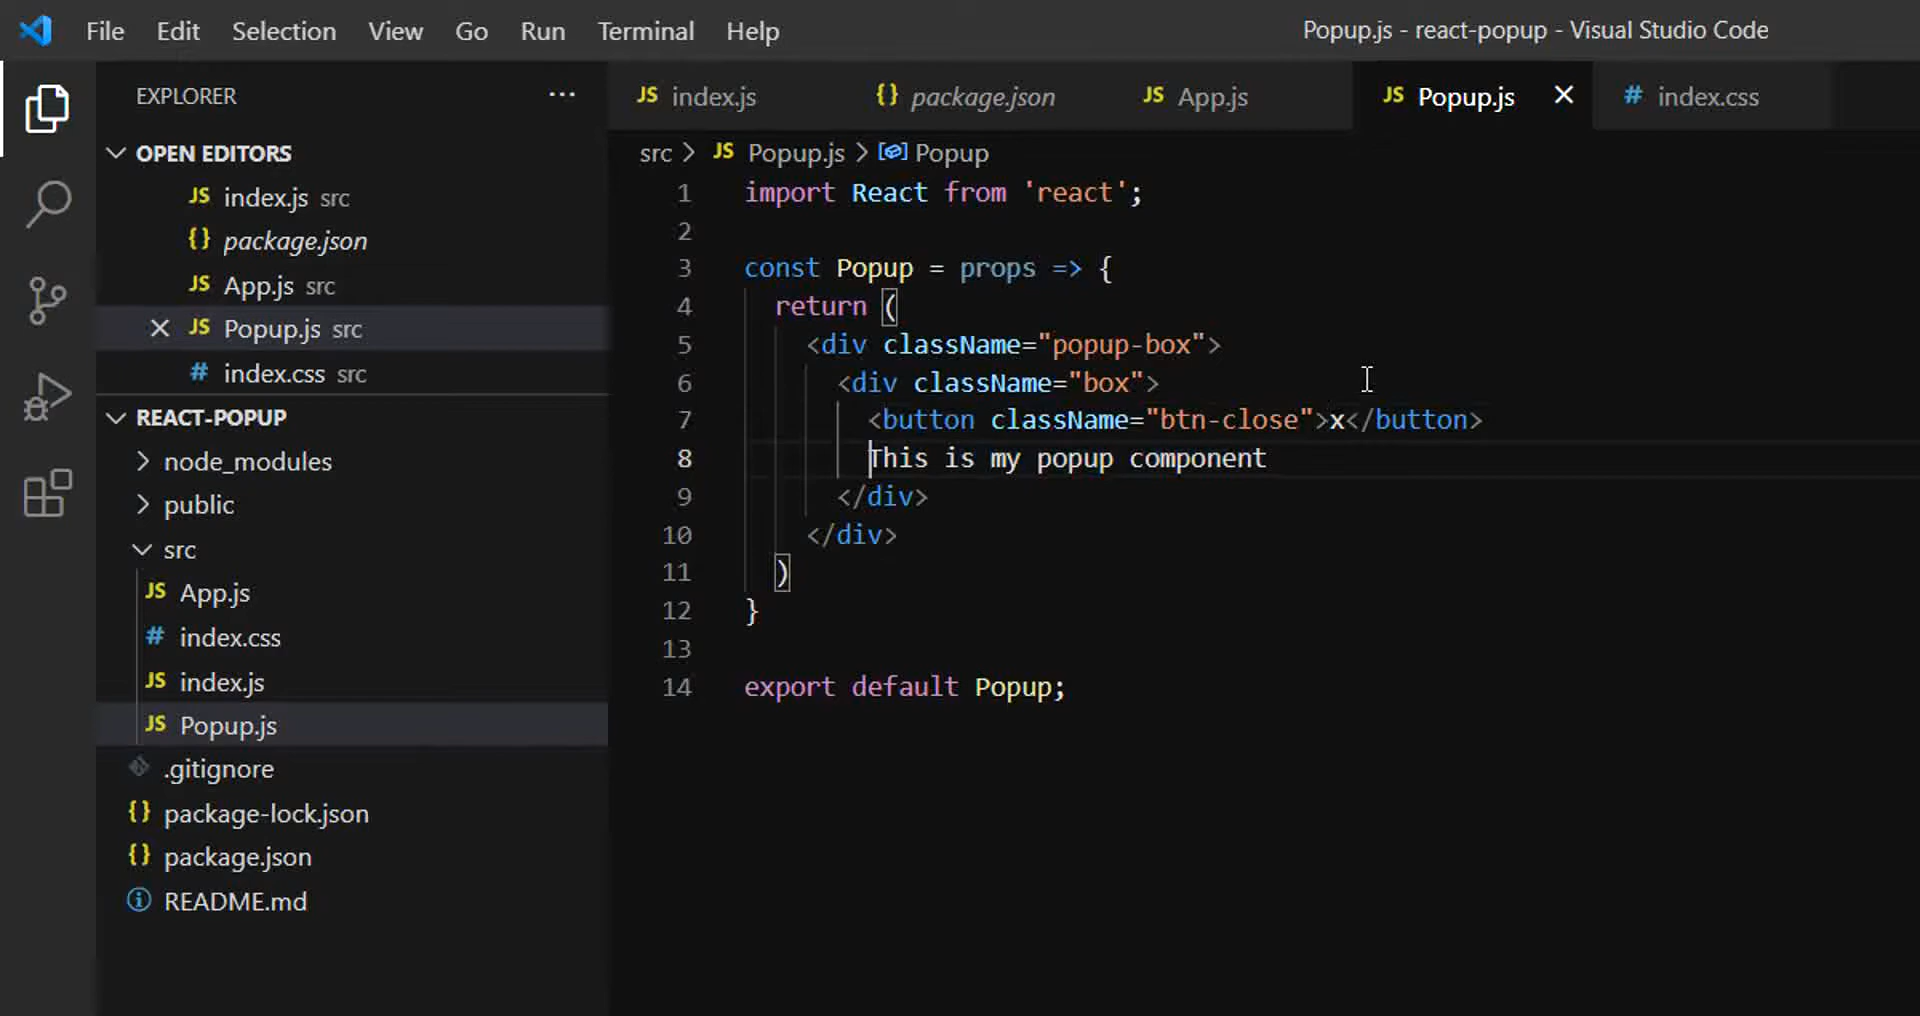 File Edit Selection View Go Run Terminal Help Popup.js - react-popup - Visual Studio Code
EXPLORER ...
OPEN EDITORS
JS index.js src
{} package.json
JS App.js src
JS Popup.js src
# index.css src
REACT-POPUP
node_modules
public
src
JS App.js
# index.css
JS index.js
JS Popup.js
.gitignore
{} package-lock.json
{} package.json
README.md
JS index.js {} package.json JS App.js JS Popup.js # index.css
src > JS Popup.js > Popup
1 import React from 'react';
2
3 const Popup = props => {
4 return (
5 <div className="popup-box">
6 <div className="box">
7 <button className="btn-close">x</button>
8 This is my popup component
9 </div>
10 </div>
11 )
12 }
13
14 export default Popup;